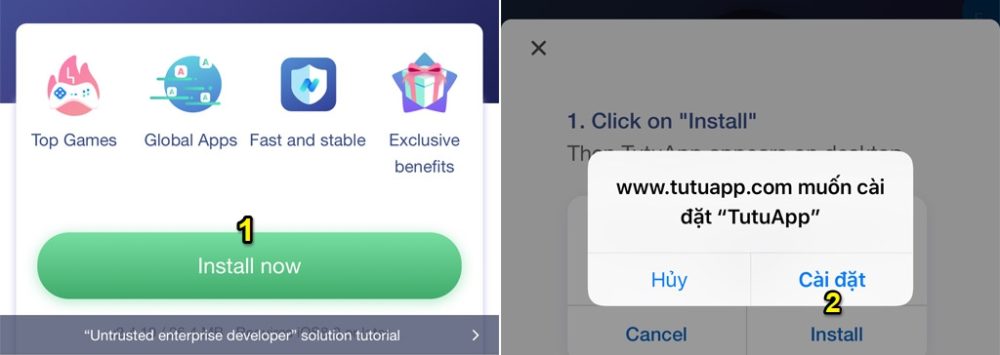 Top Games
Global Apps
Fast and stable
Exclusive
benefits
1
Install now
“Untrusted enterprise developer” solution tutorial
1. Click on "Install"
Then TutuApp appears on desktop
www.tutuapp.com muốn cài
đặt “TutuApp”
Hủy
Cài đặt
2
Cancel
Install